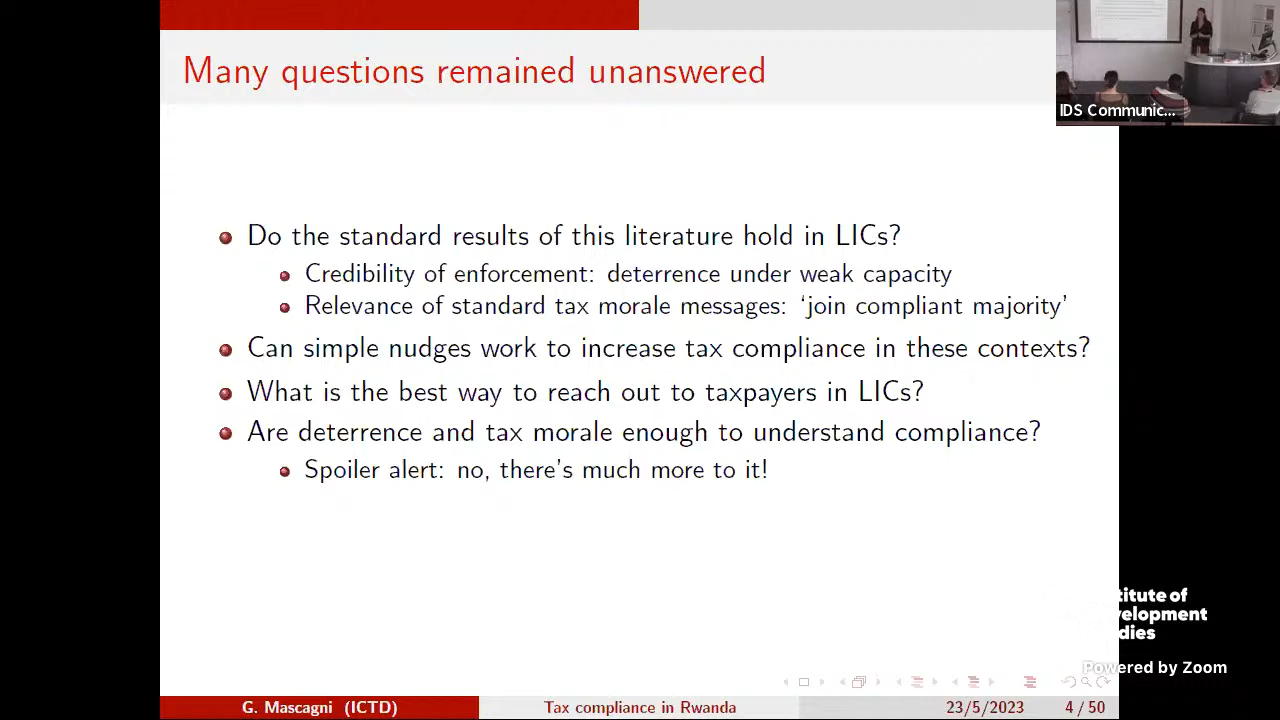 Many questions remained unanswered
IDS Communic...
Do the standard results of this literature hold in LICs?
Credibility of enforcement: deterrence under weak capacity
Relevance of standard tax morale messages: ‘join compliant majority’
Can simple nudges work to increase tax compliance in these contexts?
What is the best way to reach out to taxpayers in LICs?
Are deterrence and tax morale enough to understand compliance?
Spoiler alert: no, there’s much more to it!
titute of
velopment
dies
Powered by Zoom
G. Mascagni (ICTD)
Tax compliance in Rwanda
23/5/2023
4 / 50